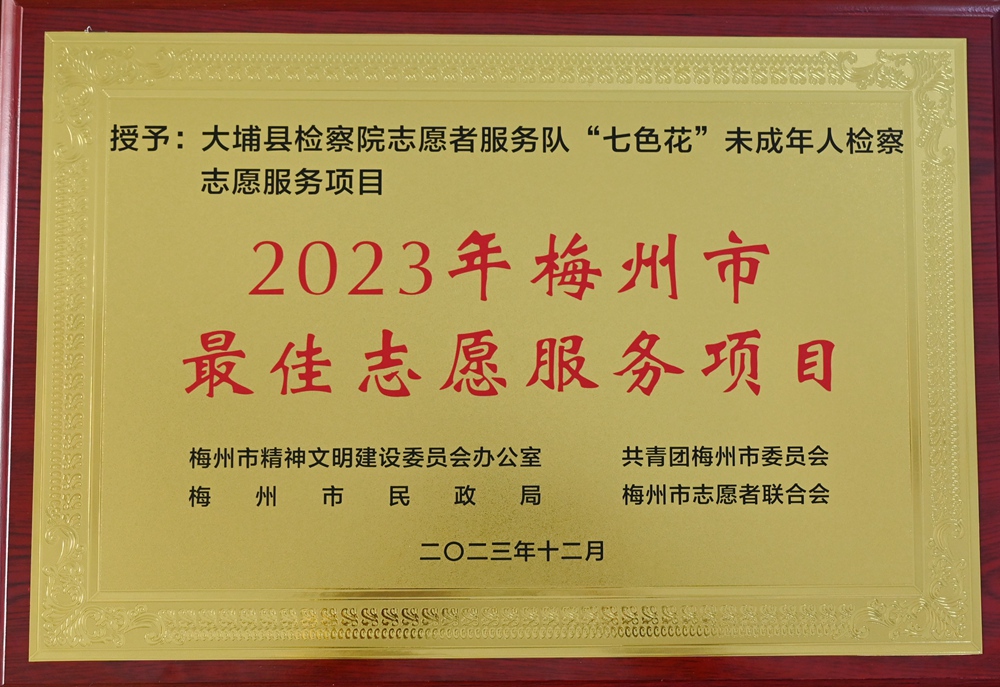 授予：大埔县检察院志愿者服务队“七色花”未成年人检察
志愿服务项目
2023年梅州市
最佳志愿服务项目
梅州市精神文明建设委员会办公室 共青团梅州市委员会
梅州市民政局 梅州市志愿者联合会
二〇二三年十二月